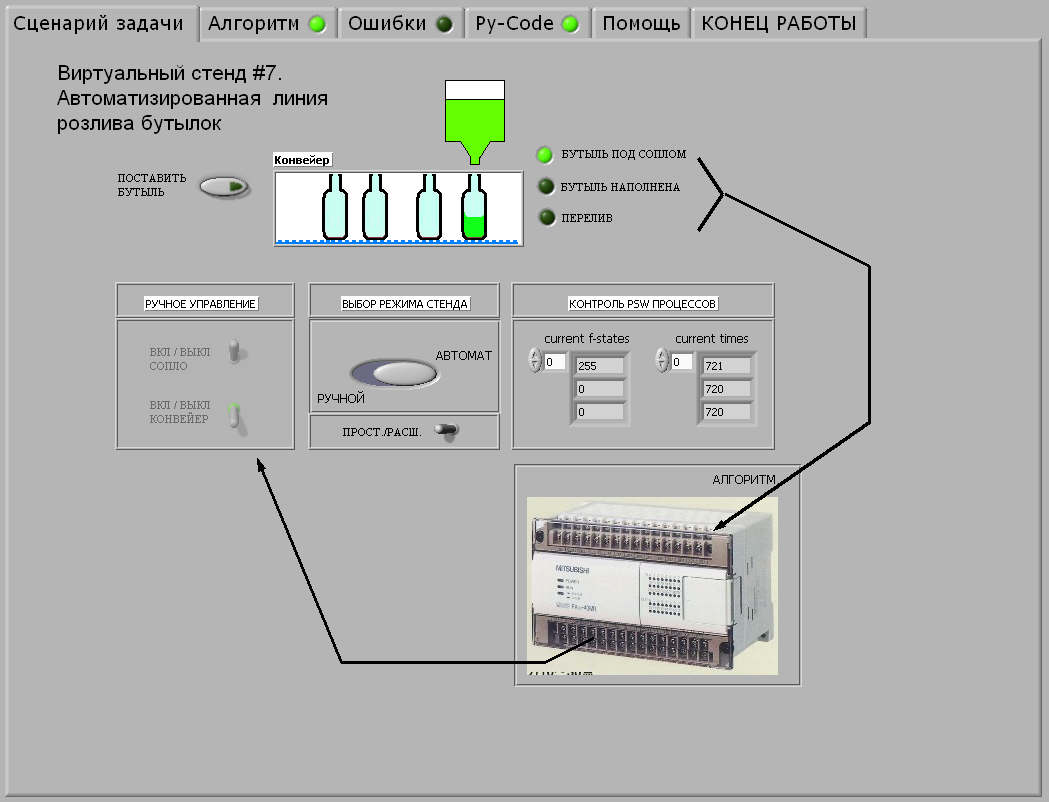 Сценарий задачи
Алгоритм
Ошибки
Py-Code
Помощь
КОНЕЦ РАБОТЫ
Виртуальный стенд #7.
Автоматизированная линия
розлива бутылок
Конвейер
ПОСТАВИТЬ
БУТЫЛЬ
БУТЫЛЬ ПОД СОПЛОМ
БУТЫЛЬ НАПОЛНЕНА
ПЕРЕЛИВ
РУЧНОЕ УПРАВЛЕНИЕ
ВКЛ / ВЫКЛ
СОПЛО
ВКЛ / ВЫКЛ
КОНВЕЙЕР
ВЫБОР РЕЖИМА СТЕНДА
АВТОМАТ
РУЧНОЙ
ПРОСТ./РАСШ.
КОНТРОЛЬ PSW ПРОЦЕССОВ
current f-states
0
255
0
0
current times
0
721
720
720
АЛГОРИТМ
MITSUBISHI
POWER